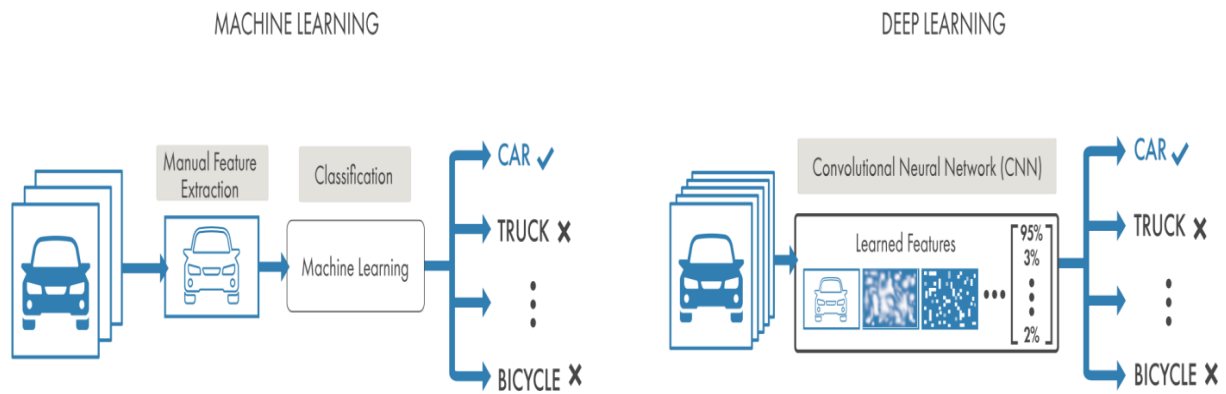 MACHINE LEARNING
Manual Feature
Extraction
Classification
Machine Learning
CAR ✓
TRUCK ✗
⋮
BICYCLE ✗
DEEP LEARNING
Convolutional Neural Network (CNN)
Learned Features
...
95%
3%
⋮
2%
CAR ✓
TRUCK ✗
⋮
BICYCLE ✗